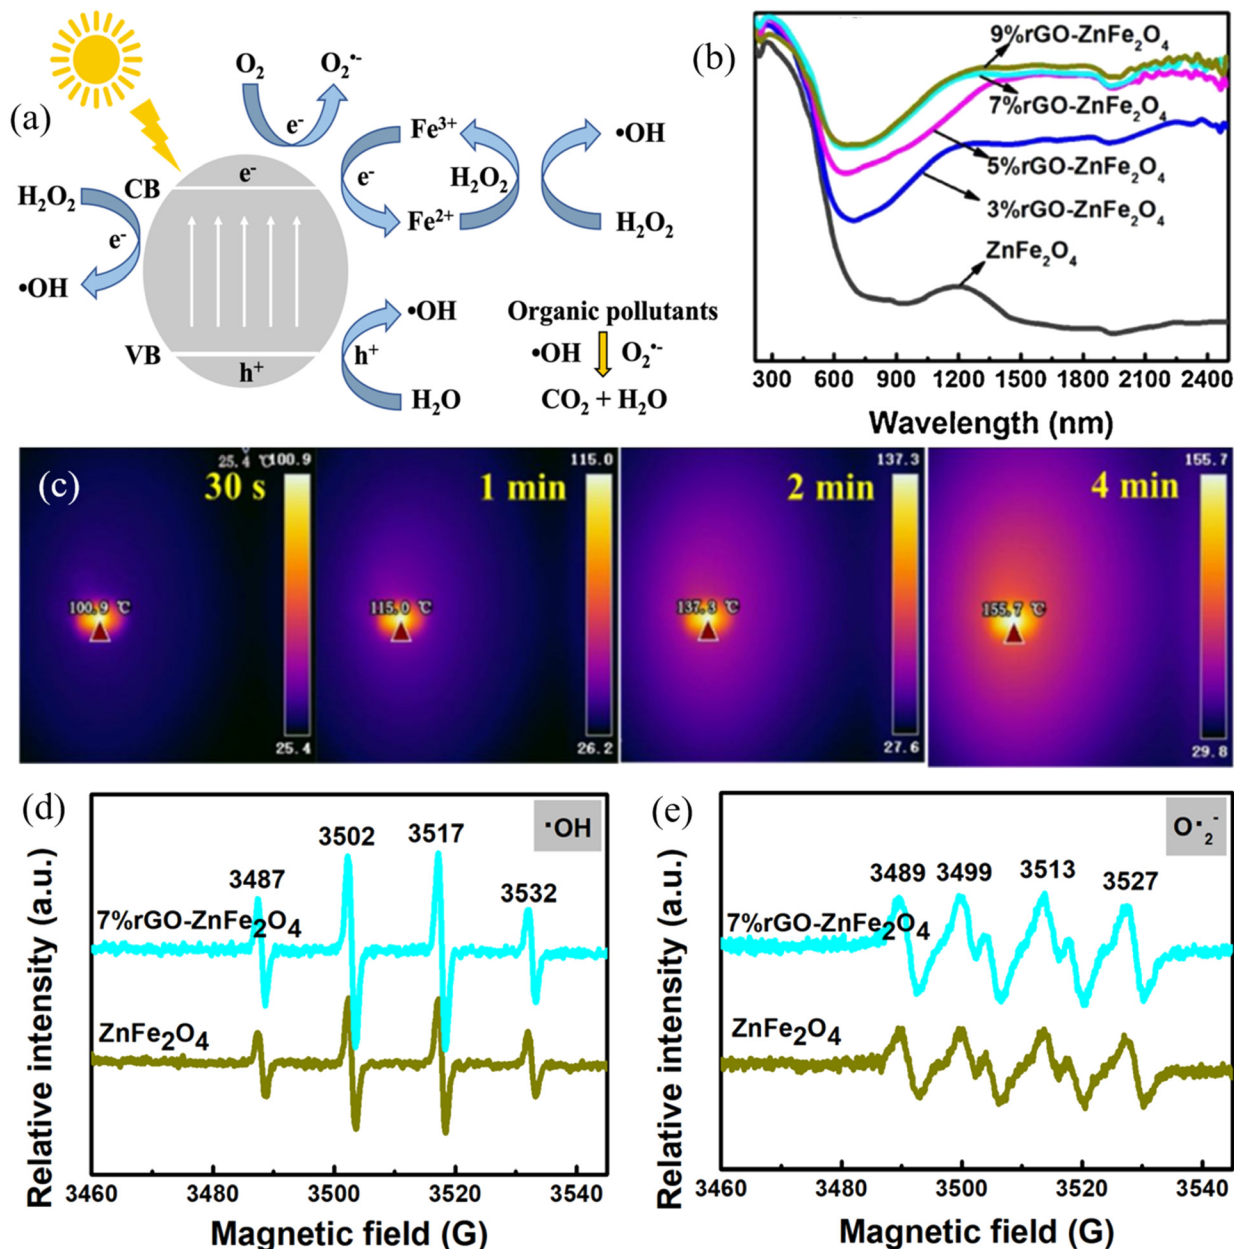 (a)
O₂
O₂•-
e-
Fe³⁺
•OH
CB
e-
H₂O₂
e-
H₂O₂
e-
Fe²⁺
H₂O₂
•OH
•OH
Organic pollutants
VB
h⁺
h⁺
•OH
O₂•-
H₂O
CO₂ + H₂O
(b)
9%rGO-ZnFe₂O₄
7%rGO-ZnFe₂O₄
5%rGO-ZnFe₂O₄
3%rGO-ZnFe₂O₄
ZnFe₂O₄
300 600 900 1200 1500 1800 2100 2400
Wavelength (nm)
(c)
25.4 ℃
100.9
30 s
100.9 ℃
25.4
115.0
1 min
115.0 ℃
26.2
137.3
2 min
137.3 ℃
27.6
155.7
4 min
155.7 ℃
29.8
(d)
•OH
3487
3502
3517
3532
7%rGO-ZnFe₂O₄
ZnFe₂O₄
Relative intensity (a.u.)
3460 3480 3500 3520 3540
Magnetic field (G)
(e)
O•₂-
3489
3499
3513
3527
7%rGO-ZnFe₂O₄
ZnFe₂O₄
Relative intensity (a.u.)
3460 3480 3500 3520 3540
Magnetic field (G)